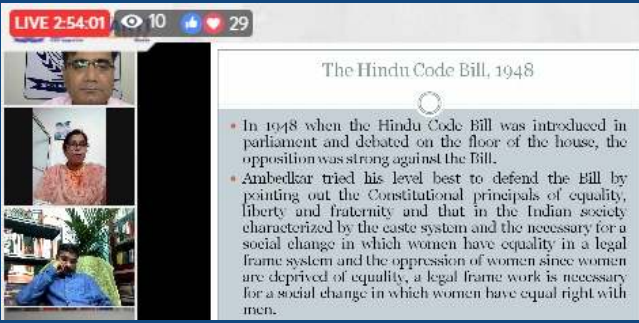 LIVE 2:54:01 10 29
The Hindu Code Bill, 1948
• In 1948 when the Hindu Code Bill was introduced in
parliament and debated on the floor of the house, the
opposition was strong against the Bill.
• Ambedkar tried his level best to defend the Bill by
pointing out the Constitutional principals of equality,
liberty and fraternity and that in the Indian society
characterized by the caste system and the necessary for a
social change in which women have equality in a legal
frame system and the oppression of women since women
are deprived of equality, a legal frame work is necessary
for a social change in which women have equal right with
men.